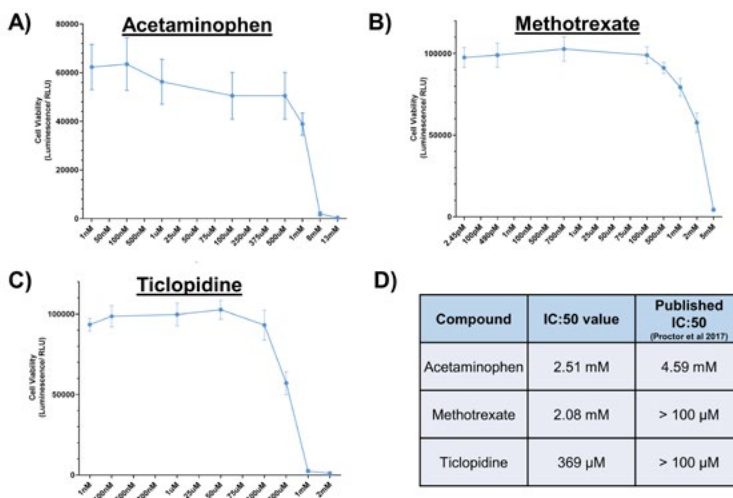 A)
Acetaminophen
Cell Viability
(Luminescence/ RLU)
80000
60000
40000
20000
0
1nM
50nM
100nM
500nM
1uM
25uM
50uM
75uM
100uM
250uM
375uM
500uM
1mM
8mM
13mM
B)
Methotrexate
Cell Viability
(Luminescence/ RLU)
100000
50000
0
2.45pM
100pM
490pM
1nM
100nM
500nM
700nM
1uM
25uM
50uM
75uM
100uM
500uM
1mM
2mM
5mM
C)
Ticlopidine
Cell Viability
(Luminescence/ RLU)
100000
50000
0
1nM
1uM
25uM
50uM
75uM
1mM
2mM
D)
Compound
IC:50 value
Published
IC:50
(Proctor et al 2017)
Acetaminophen
2.51 mM
4.59 mM
Methotrexate
2.08 mM
> 100 µM
Ticlopidine
369 µM
> 100 µM